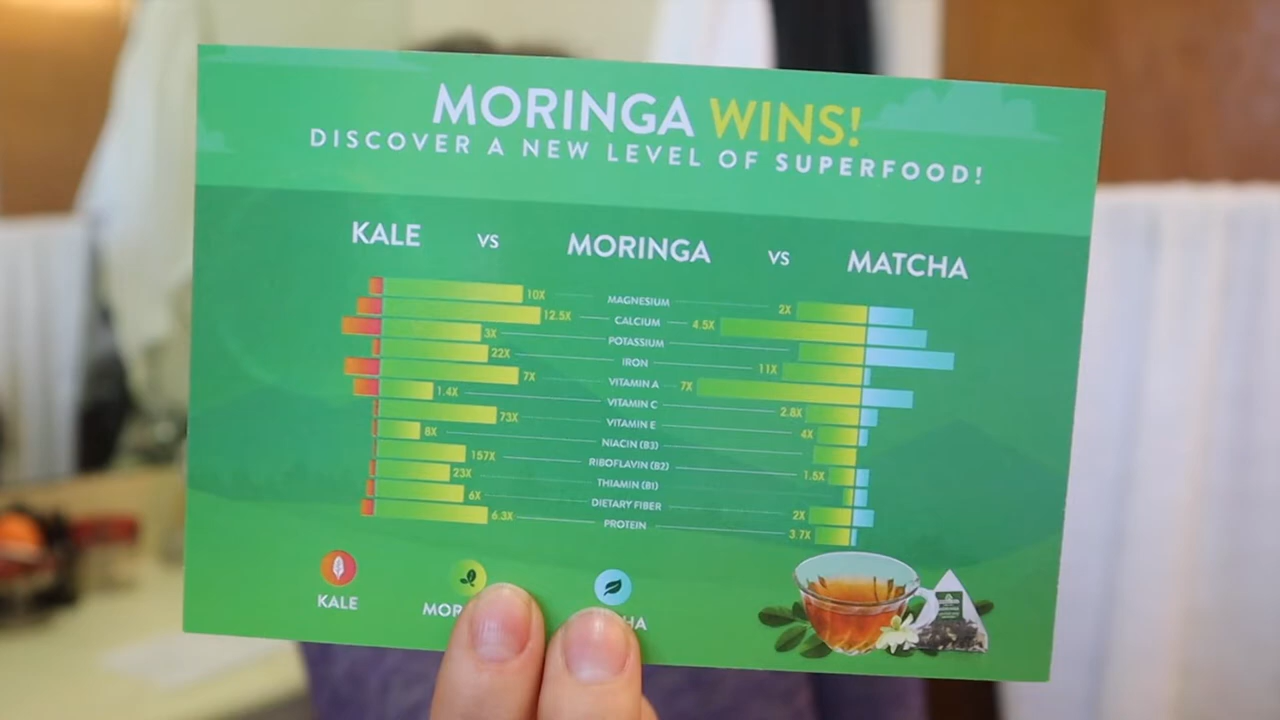 MORINGA WINS!
DISCOVER A NEW LEVEL OF SUPERFOOD!
KALE VS MORINGA VS MATCHA
10X MAGNESIUM 2X
12.5X CALCIUM 4.5X
3X POTASSIUM
22X IRON 11X
7X VITAMIN A 7X
1.4X VITAMIN C 2.8X
73X VITAMIN E 4X
8X NIACIN (B3)
157X RIBOFLAVIN (B2) 1.5X
23X THIAMIN (B1)
6X DIETARY FIBER 2X
6.3X PROTEIN 3.7X
KALE MOR HA